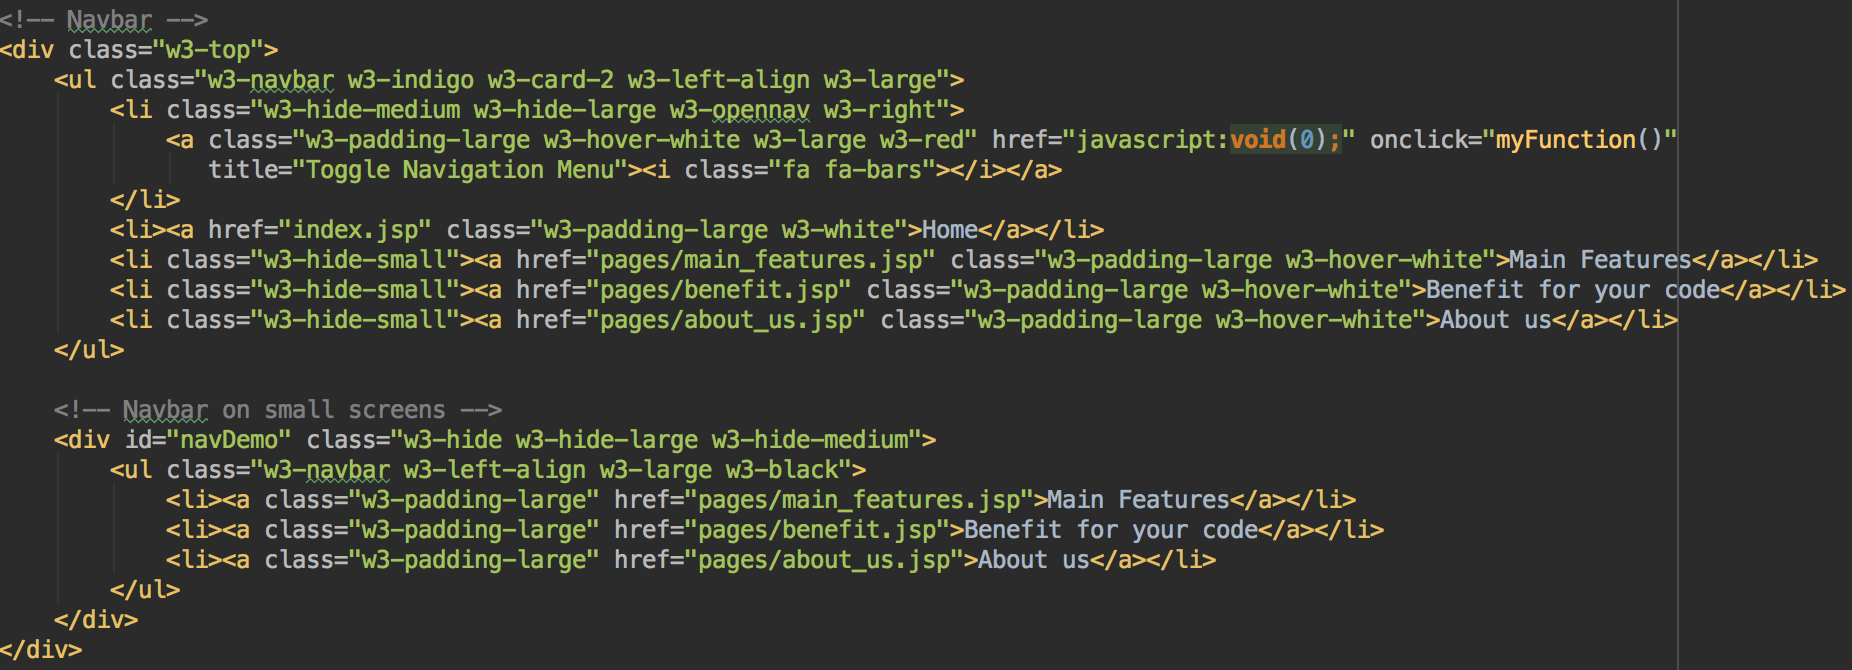 <!-- Navbar -->
<div class="w3-top">
    <ul class="w3-navbar w3-indigo w3-card-2 w3-left-align w3-large">
        <li class="w3-hide-medium w3-hide-large w3-opennav w3-right">
            <a class="w3-padding-large w3-hover-white w3-large w3-red" href="javascript:void(0);" onclick="myFunction()"
               title="Toggle Navigation Menu"><i class="fa fa-bars"></i></a>
        </li>
        <li><a href="index.jsp" class="w3-padding-large w3-white">Home</a></li>
        <li class="w3-hide-small"><a href="pages/main_features.jsp" class="w3-padding-large w3-hover-white">Main Features</a></li>
        <li class="w3-hide-small"><a href="pages/benefit.jsp" class="w3-padding-large w3-hover-white">Benefit for your code</a></li>
        <li class="w3-hide-small"><a href="pages/about_us.jsp" class="w3-padding-large w3-hover-white">About us</a></li>
    </ul>

    <!-- Navbar on small screens -->
    <div id="navDemo" class="w3-hide w3-hide-large w3-hide-medium">
        <ul class="w3-navbar w3-left-align w3-large w3-black">
            <li><a class="w3-padding-large" href="pages/main_features.jsp">Main Features</a></li>
            <li><a class="w3-padding-large" href="pages/benefit.jsp">Benefit for your code</a></li>
            <li><a class="w3-padding-large" href="pages/about_us.jsp">About us</a></li>
        </ul>
    </div>
</div>